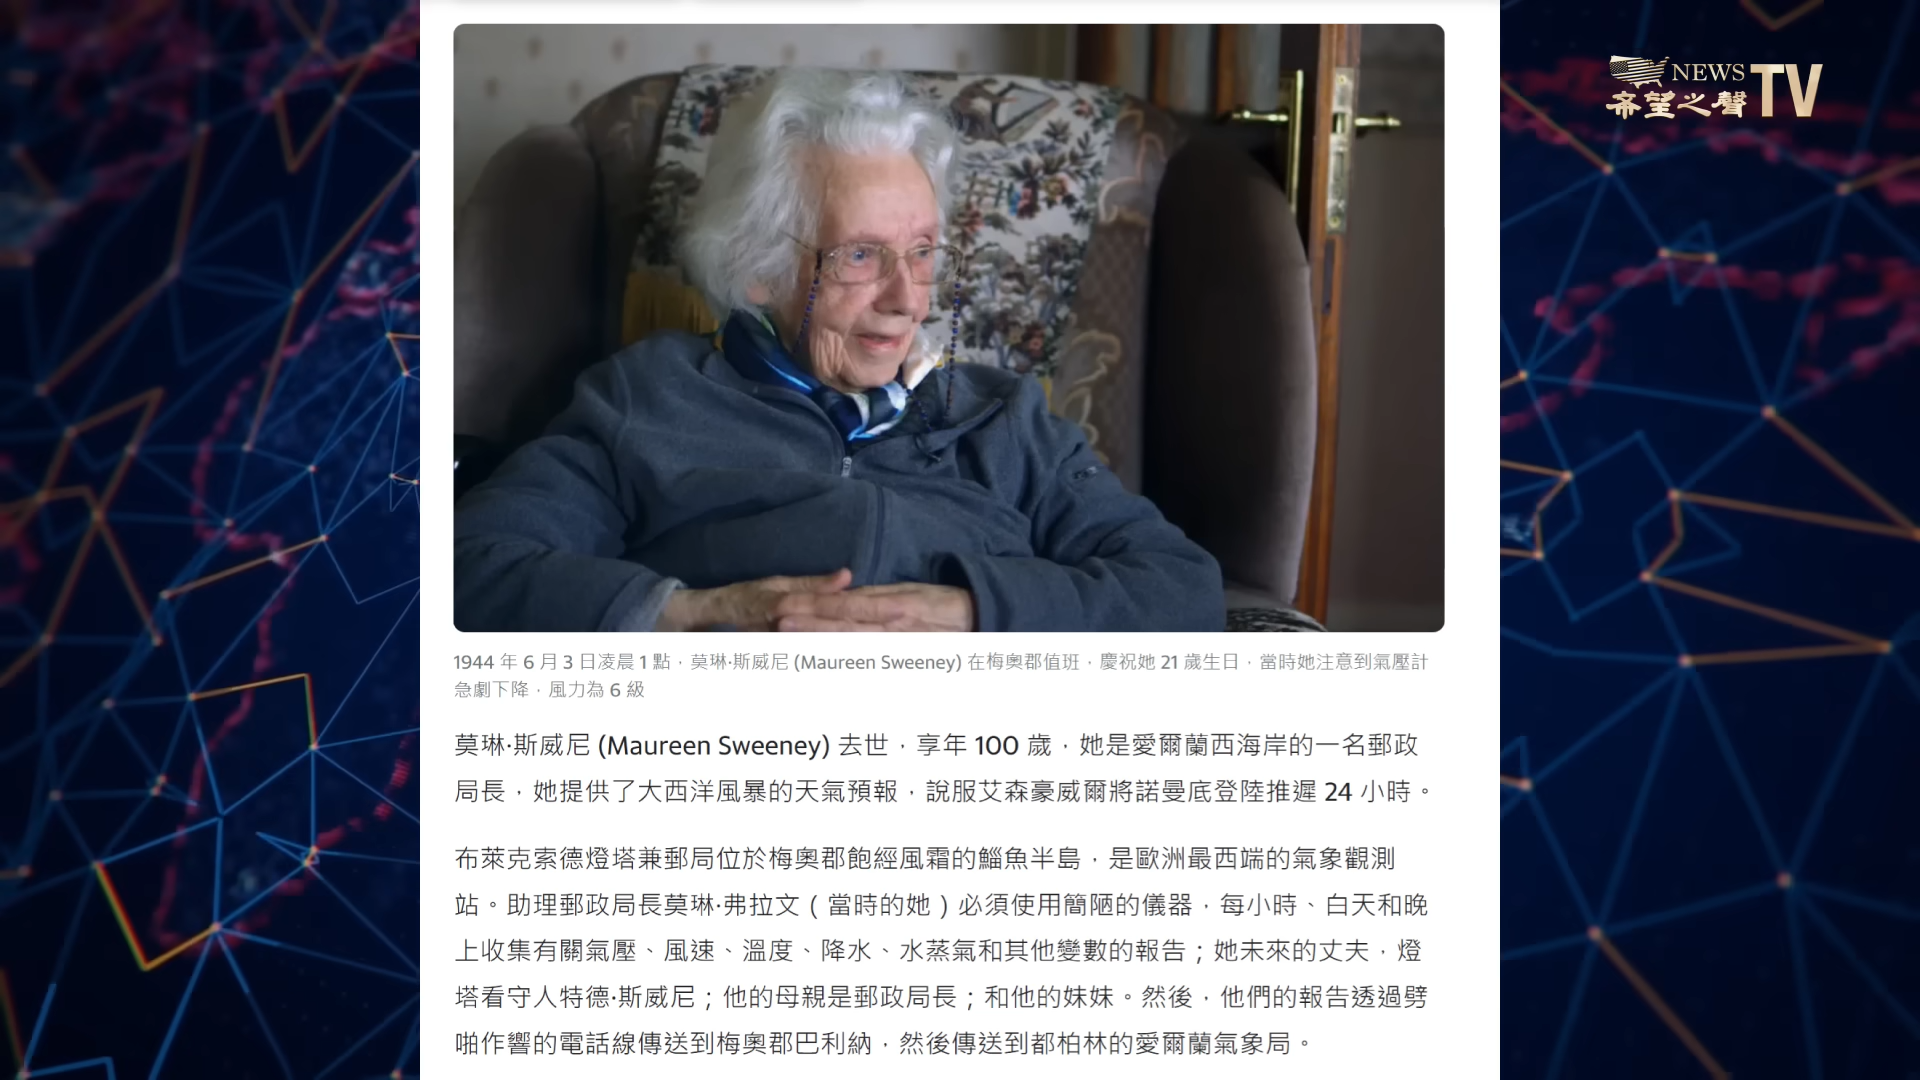 NEWS
希望之聲TV
1944 年 6 月 3 日凌晨 1 點，莫琳·斯威尼 (Maureen Sweeney) 在梅奧郡值班，慶祝她 21 歲生日，當時她注意到氣壓計
急劇下降，風力為 6 級
莫琳·斯威尼 (Maureen Sweeney) 去世，享年 100 歲，她是愛爾蘭西海岸的一名郵政
局長，她提供了大西洋風暴的天氣預報，說服艾森豪威爾將諾曼底登陸推遲 24 小時。
布萊克索德燈塔兼郵局位於梅奧郡飽經風霜的鯔魚半島，是歐洲最西端的氣象觀測
站。助理郵政局長莫琳·弗拉文（當時的她）必須使用簡陋的儀器，每小時、白天和晚
上收集有關氣壓、風速、溫度、降水、水蒸氣和其他變數的報告；她未來的丈夫，燈
塔看守人特德·斯威尼；他的母親是郵政局長；和他的妹妹。然後，他們的報告透過劈
啪作響的電話線傳送到梅奧郡巴利納，然後傳送到都柏林的愛爾蘭氣象局。